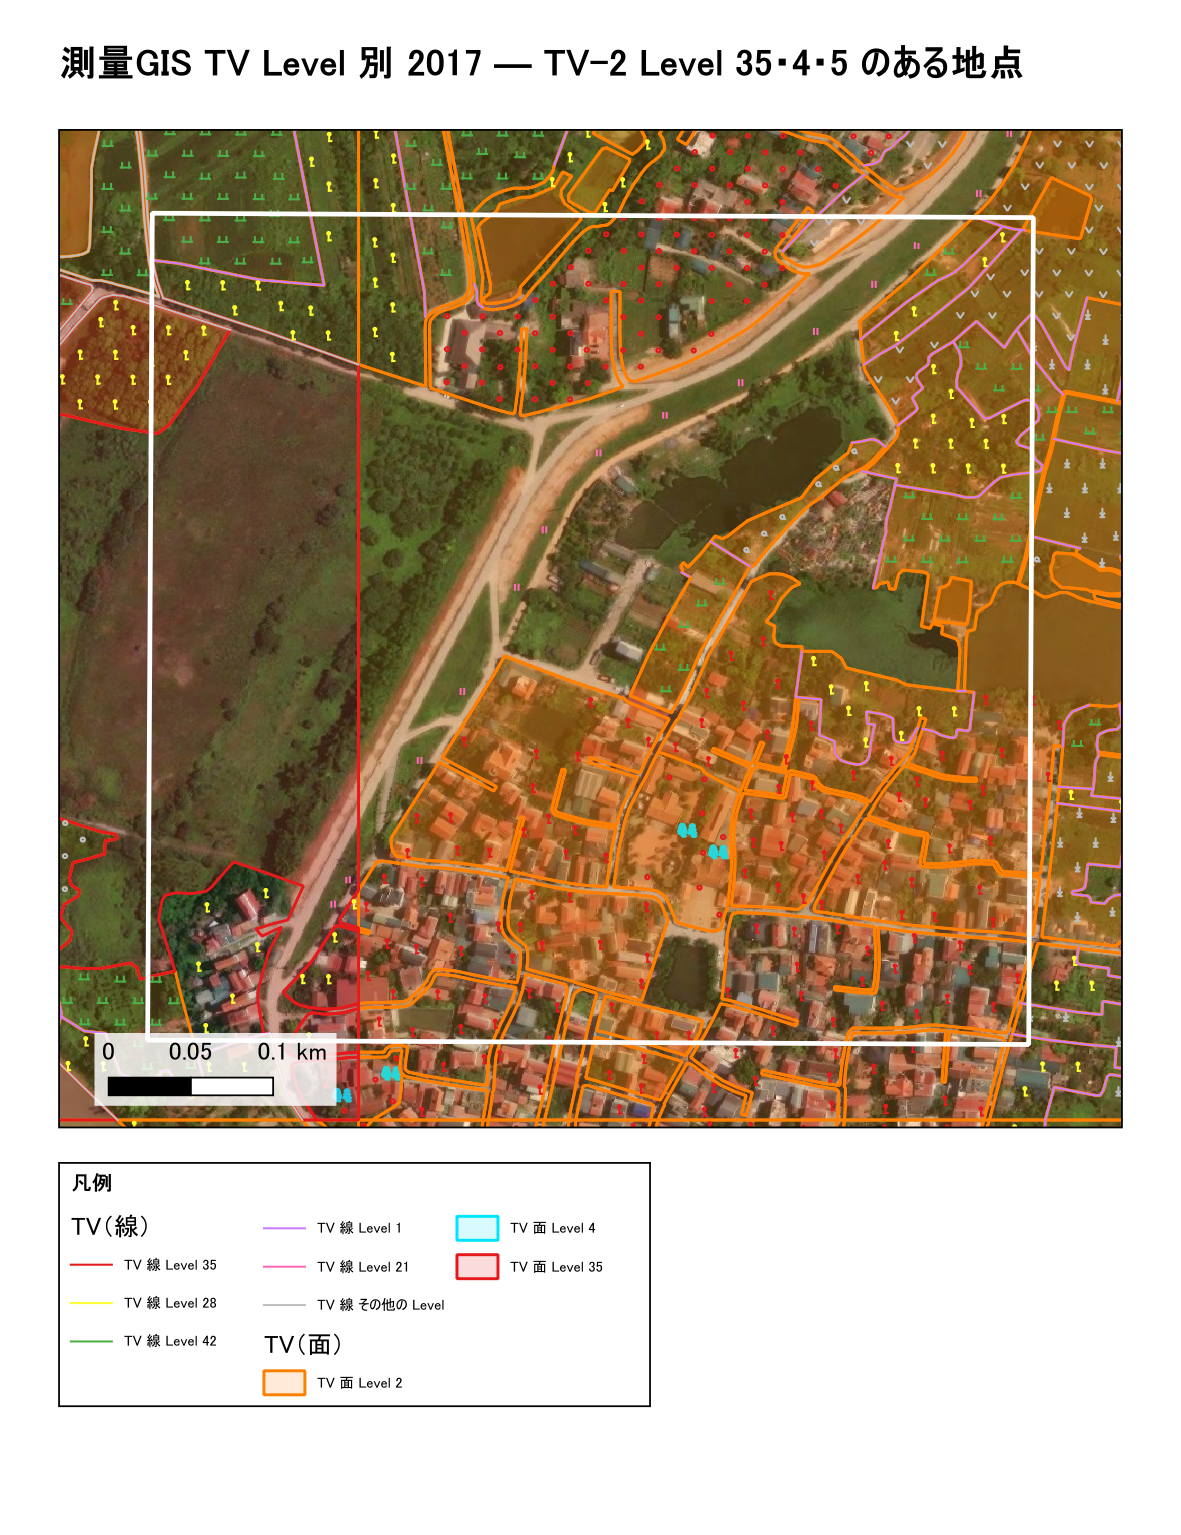 測量GIS TV Level 別 2017 — TV-2 Level 35・4・5 のある地点
0 0.05 0.1 km
凡例
TV(線)
TV 線 Level 35
TV 線 Level 28
TV 線 Level 42
TV 線 Level 1
TV 線 Level 21
TV 線 その他の Level
TV(面)
TV 面 Level 2
TV 面 Level 4
TV 面 Level 35